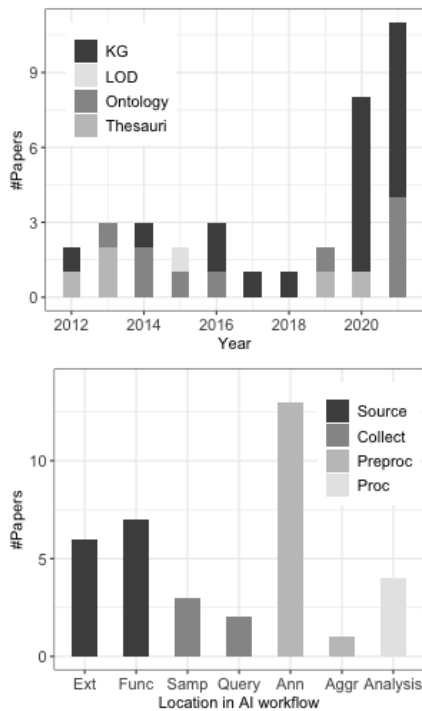 KG
LOD
Ontology
Thesauri
#Papers
9
6
3
0
2012 2014 2016 2018 2020
Year
Source
Collect
Preproc
Proc
#Papers
10
5
0
Ext Func Samp Query Ann Aggr Analysis
Location in AI workflow